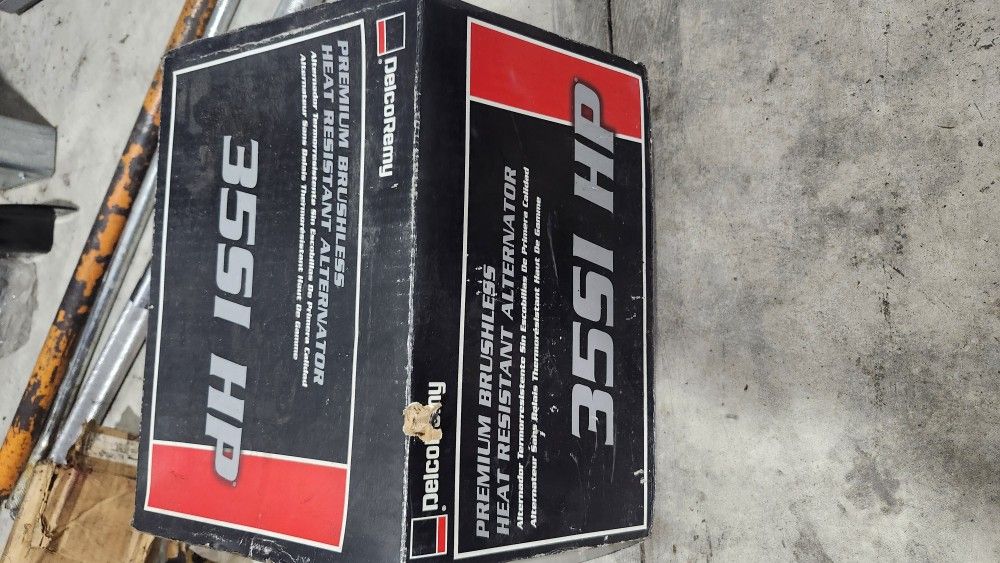 DelcoRemy
PREMIUM BRUSHLESS
HEAT RESISTANT ALTERNATOR
Alternador Termorresistente Sin Escobillas De Primera Calidad
Alternateur Sans Balais Thermorésistant Haut De Gamme
35SI HP
DelcoRemy
PREMIUM BRUSHLESS
HEAT RESISTANT ALTERNATOR
Alternador Termorresistente Sin Escobillas De Primera Calidad
Alternateur Sans Balais Thermorésistant Haut De Gamme
35SI HP